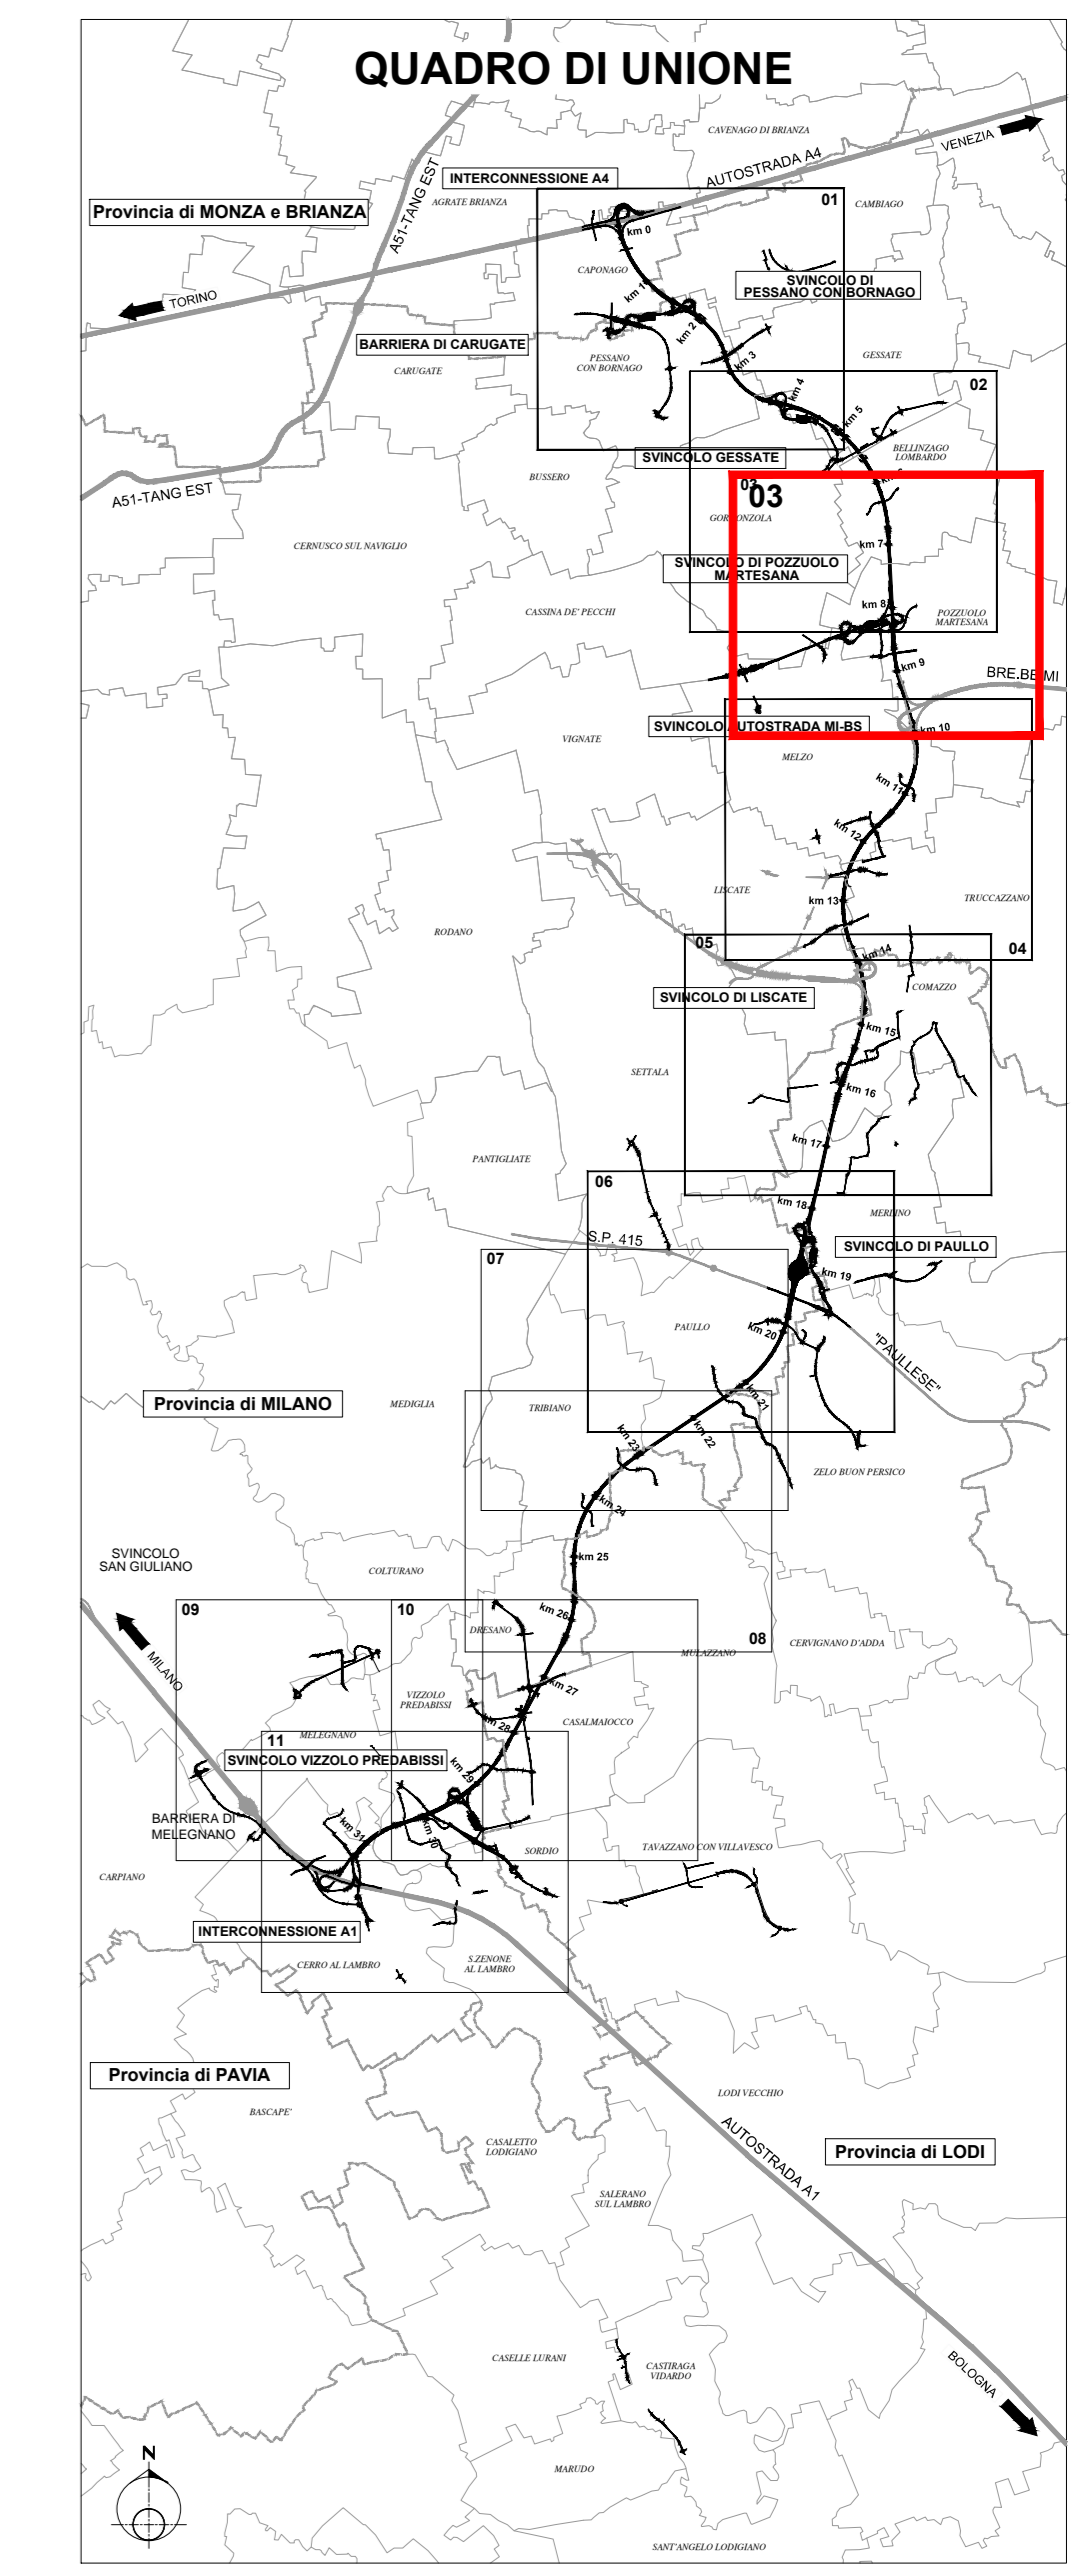 QUADRO DI UNIONE
CAVENAGO DI BRIANZA
VENEZIA
AUTOSTRADA A4
INTERCONNESSIONE A4
A51-TANG EST
AGRATE BRIANZA
01
CAMBIAGO
Provincia di MONZA e BRIANZA
km 0
CAPONAGO
SVINCOLO DI
PESSANO CON BORNAGO
km 1
TORINO
km 2
BARRIERA DI CARUGATE
CARUGATE
PESSANO
CON BORNAGO
km 3
GESSATE
02
km 4
km 5
BELLINZAGO
LOMBARDO
SVINCOLO GESSATE
BUSSERO
A51-TANG EST
03
03
GORGONZOLA
CERNUSCO SUL NAVIGLIO
km 7
SVINCOLO DI POZZUOLO
MARTESANA
CASSINA DE' PECCHI
km 8
POZZUOLO
MARTESANA
km 9
BRE.BE.MI
SVINCOLO AUTOSTRADA MI-BS
km 10
VIGNATE
MELZO
km 11
km 12
LISCATE
km 13
TRUCCAZZANO
RODANO
05
04
km 14
COMAZZO
SVINCOLO DI LISCATE
km 15
SETTALA
km 16
km 17
PANTIGLIATE
06
km 18
MERLINO
S.P. 415
SVINCOLO DI PAULLO
07
km 19
PAULLO
km 20
"PAULLESE"
km 21
Provincia di MILANO
MEDIGLIA
TRIBIANO
km 22
km 23
ZELO BUON PERSICO
km 24
SVINCOLO
SAN GIULIANO
km 25
COLTURANO
09
10
km 26
DRESANO
08
CERVIGNANO D'ADDA
MULAZZANO
MILANO
km 27
VIZZOLO
PREDABISSI
km 28
CASALMAIOCCO
MELEGNANO
11
SVINCOLO VIZZOLO PREDABISSI
km 29
BARRIERA DI
MELEGNANO
km 31
km 30
SORDIO
TAVAZZANO CON VILLAVESCO
CARPIANO
INTERCONNESSIONE A1
CERRO AL LAMBRO
S.ZENONE
AL LAMBRO
Provincia di PAVIA
LODI VECCHIO
BASCAPE'
AUTOSTRADA A1
CASALETTO
LODIGIANO
Provincia di LODI
SALERANO
SUL LAMBRO
CASELLE LURANI
CASTIRAGA
VIDARDO
BOLOGNA
N
MARUDO
SANT'ANGELO LODIGIANO